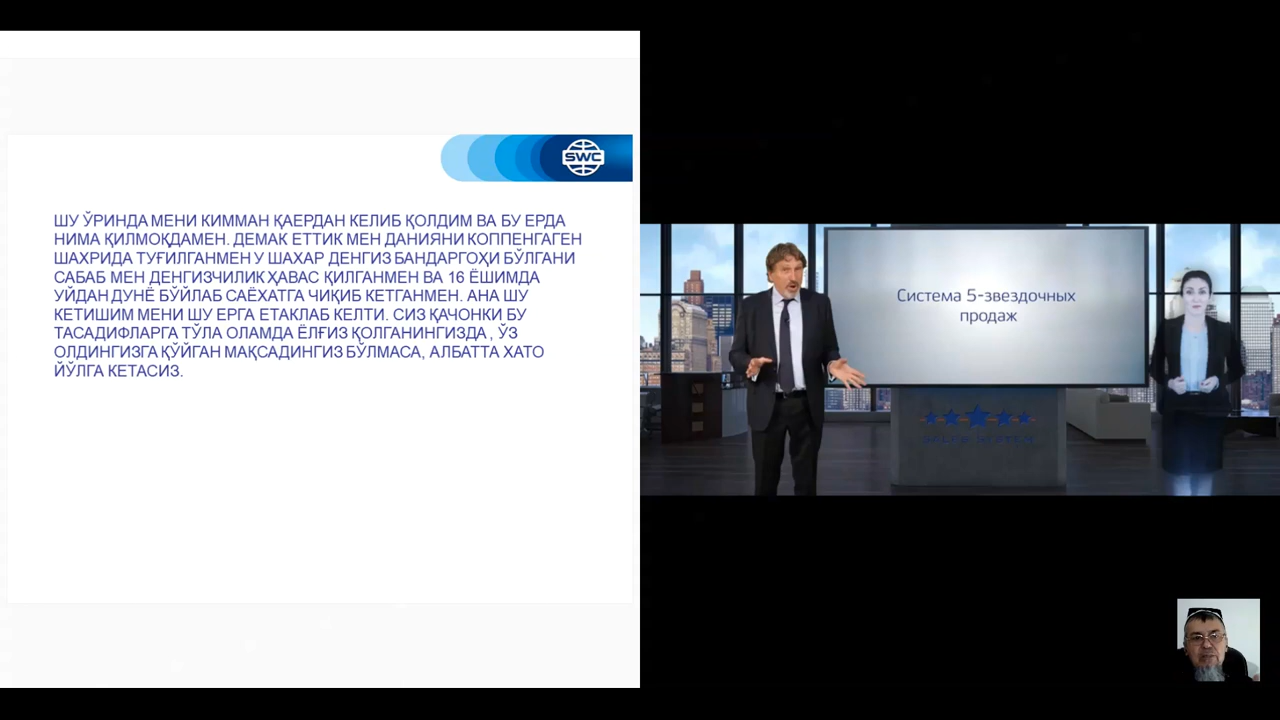 SWC
ШУ ЎРИНДА МЕНИ КИММАН ҚАЕРДАН КЕЛИБ ҚОЛДИМ ВА БУ ЕРДА
НИМА ҚИЛМОҚДАМЕН. ДЕМАК ЕТТИК МЕН ДАНИЯНИ КОППЕНГАГЕН
ШАХРИДА ТУҒИЛГАНМЕН У ШАХАР ДЕНГИЗ БАНДАРГОҲИ БЎЛГАНИ
САБАБ МЕН ДЕНГИЗЧИЛИК ҲАВАС ҚИЛГАНМЕН ВА 16 ЁШИМДА
УЙДАН ДУНЁ БЎЙЛАБ САЁХАТГА ЧИҚИБ КЕТГАНМЕН. АНА ШУ
КЕТИШИМ МЕНИ ШУ ЕРГА ЕТАКЛАБ КЕЛТИ. СИЗ ҚАЧОНКИ БУ
ТАСАДИФЛАРГА ТЎЛА ОЛАМДА ЁЛҒИЗ ҚОЛГАНИНГИЗДА , ЎЗ
ОЛДИНГИЗГА ҚЎЙГАН МАҚСАДИНГИЗ БЎЛМАСА, АЛБАТТА ХАТО
ЙЎЛГА КЕТАСИЗ.
Система 5-звездочных
продаж
SALES SYSTEM